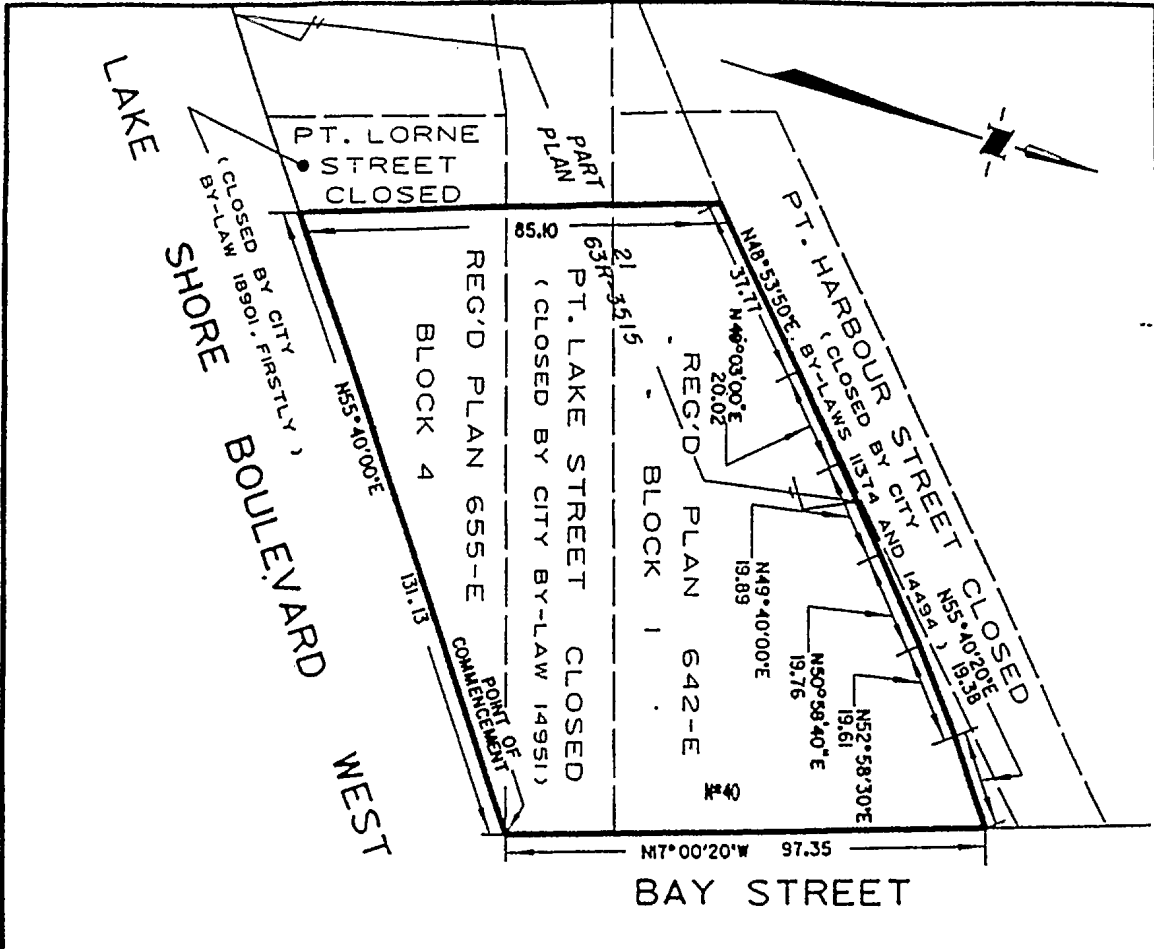 LAKE
SHORE
BOULEVARD
WEST
PT. LORNE
STREET
CLOSED
(CLOSED BY CITY
BY-LAW 18901, FIRSTLY)
PART
PLAN
21
63R-3515
85.10
PT. HARBOUR STREET CLOSED
(CLOSED BY CITY
BY-LAWS 11374 AND 14494)
N48°53'50"E
37.77
N46°03'00"E
20.02
N49°40'00"E
19.89
N50°58'40"E
19.76
N52°58'30"E
19.61
N55°40'20"E
19.38
REG'D PLAN 642-E
BLOCK 1
PT. LAKE STREET CLOSED
(CLOSED BY CITY BY-LAW 14951)
REG'D PLAN 655-E
BLOCK 4
N55°40'00"E
131.13
POINT OF
COMMENCEMENT
Nº40
N17°00'20"W 97.35
BAY STREET